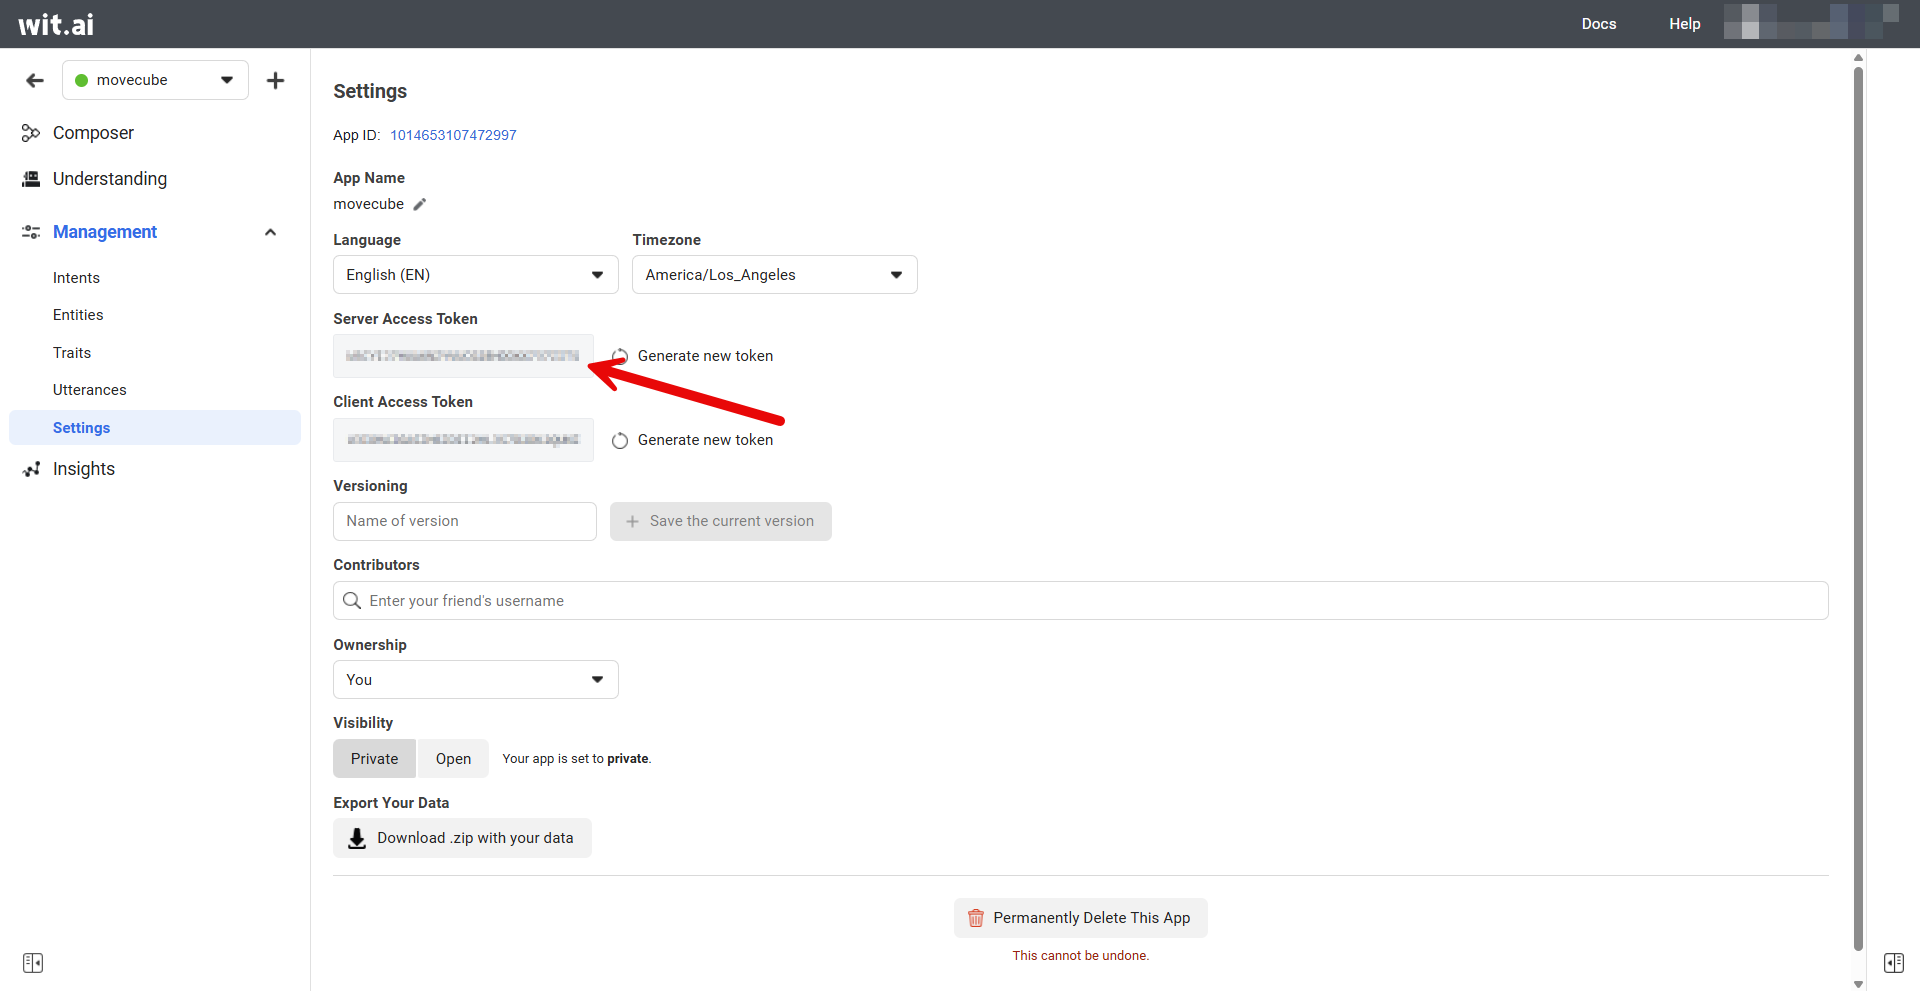 wit.ai
Docs
Help
movecube
Composer
Understanding
Management
Intents
Entities
Traits
Utterances
Settings
Insights
Settings
App ID: 1014653107472997
App Name
movecube
Language
Timezone
English (EN)
America/Los_Angeles
Server Access Token
Generate new token
Client Access Token
Generate new token
Versioning
Name of version
Save the current version
Contributors
Enter your friend's username
Ownership
You
Visibility
Private
Open
Your app is set to private.
Export Your Data
Download .zip with your data
Permanently Delete This App
This cannot be undone.